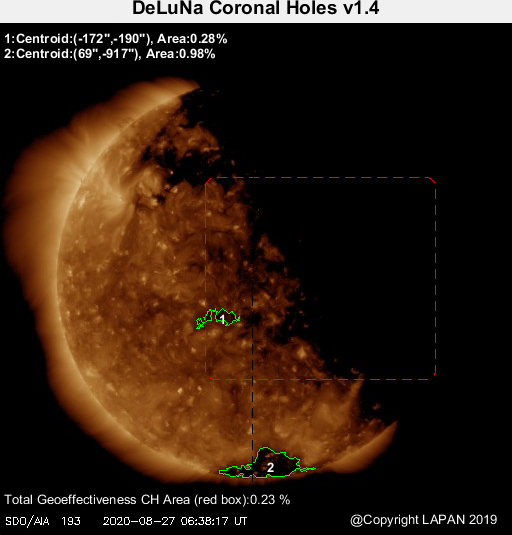 DeLuNa Coronal Holes v1.4
1:Centroid:(-172",-190"), Area:0.28%
2:Centroid:(69",-917"), Area:0.98%
1
2
Total Geoeffectiveness CH Area (red box):0.23 %
SDO/AIA 193 2020-08-27 06:38:17 UT
@Copyright LAPAN 2019